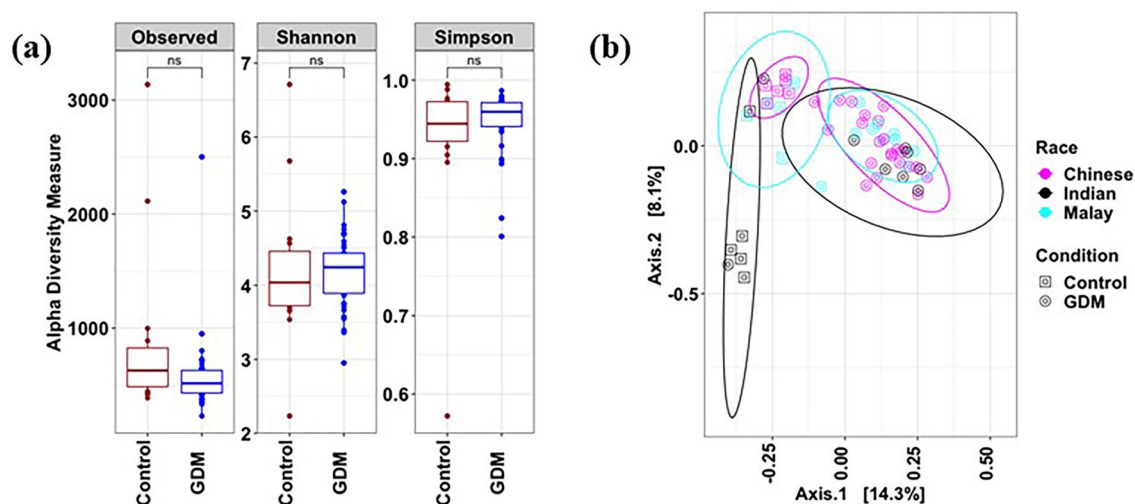 (a)
Observed
Shannon
Simpson
ns
ns
ns
Alpha Diversity Measure
3000
2000
1000
7
6
5
4
3
2
1.0
0.9
0.8
0.7
0.6
Control
GDM
Control
GDM
Control
GDM
(b)
Axis.2 [8.1%]
0.0
-0.5
-0.25
0.00
0.25
0.50
Axis.1 [14.3%]
Race
Chinese
Indian
Malay
Condition
Control
GDM